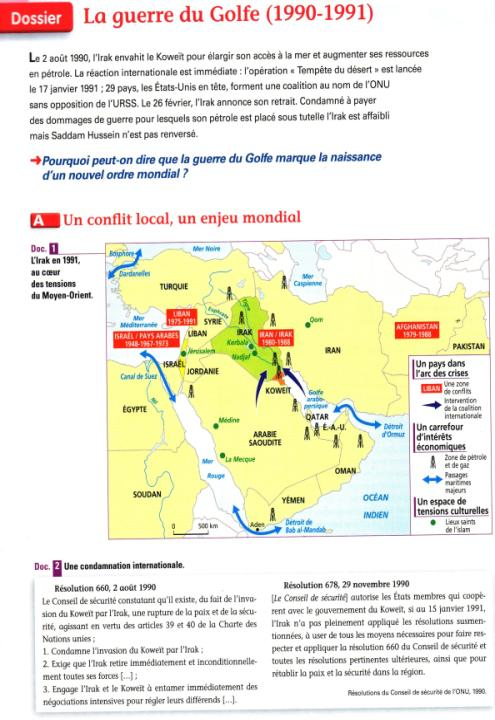 Dossier
La guerre du Golfe (1990-1991)
Le 2 août 1990, l'Irak envahit le Koweït pour élargir son accès à la mer et augmenter ses ressources
en pétrole. La réaction internationale est immédiate : l'opération « Tempête du désert » est lancée
le 17 janvier 1991 ; 29 pays, les États-Unis en tête, forment une coalition au nom de l'ONU
sans opposition de l'URSS. Le 26 février, l'Irak annonce son retrait. Condamné à payer
des dommages de guerre pour lesquels son pétrole est placé sous tutelle l'Irak est affaibli
mais Saddam Hussein n'est pas renversé.
➔Pourquoi peut-on dire que la guerre du Golfe marque la naissance
d'un nouvel ordre mondial ?
A Un conflit local, un enjeu mondial
Doc. 1
L'Irak en 1991,
au cœur
des tensions
du Moyen-Orient.
Bosphore
Mer Noire
Dardanelles
Mer
Caspienne
TURQUIE
Mer
Méditerranée
LIBAN
1975-1991
SYRIE
Euphrate
Tigre
IRAK
Qom
ISRAËL / PAYS ARABES
1948-1967-1973
LIBAN
Kerbala
Nadjaf
IRAN / IRAK
1980-1988
IRAN
AFGHANISTAN
1979-1988
PAKISTAN
Jérusalem
ISRAËL
JORDANIE
Canal de Suez
KOWEIT
Golfe
arabo-
persique
ÉGYPTE
Nil
QATAR
É.-A. U.
Détroit
d'Ormuz
Médine
ARABIE
SAOUDITE
La Mecque
Mer
Rouge
OMAN
SOUDAN
YÉMEN
OCÉAN
INDIEN
0 500 km
Aden
Détroit de
Bab al-Mandab
Un pays dans
l'arc des crises
LIBAN Une zone
de conflits
Intervention
de la coalition
internationale
Un carrefour
d'intérêts
économiques
Zone de pétrole
et de gaz
Passages
maritimes
majeurs
Un espace de
tensions culturelles
Lieux saints
de l'islam
Doc. 2 Une condamnation internationale.
Résolution 660, 2 août 1990
Le Conseil de sécurité constatant qu'il existe, du fait de l'inva-
sion du Koweït par l'Irak, une rupture de la paix et de la sécu-
rité, agissant en vertu des articles 39 et 40 de la Charte des
Nations unies ;
1. Condamne l'invasion du Koweït par l'Irak ;
2. Exige que l'Irak retire immédiatement et inconditionnelle-
ment toutes ses forces [...] ;
3. Engage l'Irak et le Koweït à entamer immédiatement des
négociations intensives pour régler leurs différends [...].
Résolution 678, 29 novembre 1990
[Le Conseil de sécurité] autorise les États membres qui coopè-
rent avec le gouvernement du Koweït, si au 15 janvier 1991,
l'Irak n'a pas pleinement appliqué les résolutions susmen-
tionnées, à user de tous les moyens nécessaires pour faire res-
pecter et appliquer la résolution 660 du Conseil de sécurité et
toutes les résolutions pertinentes ultérieures, ainsi que pour
rétablir la paix et la sécurité dans la région.
Résolutions du Conseil de sécurité de l'ONU, 1990.